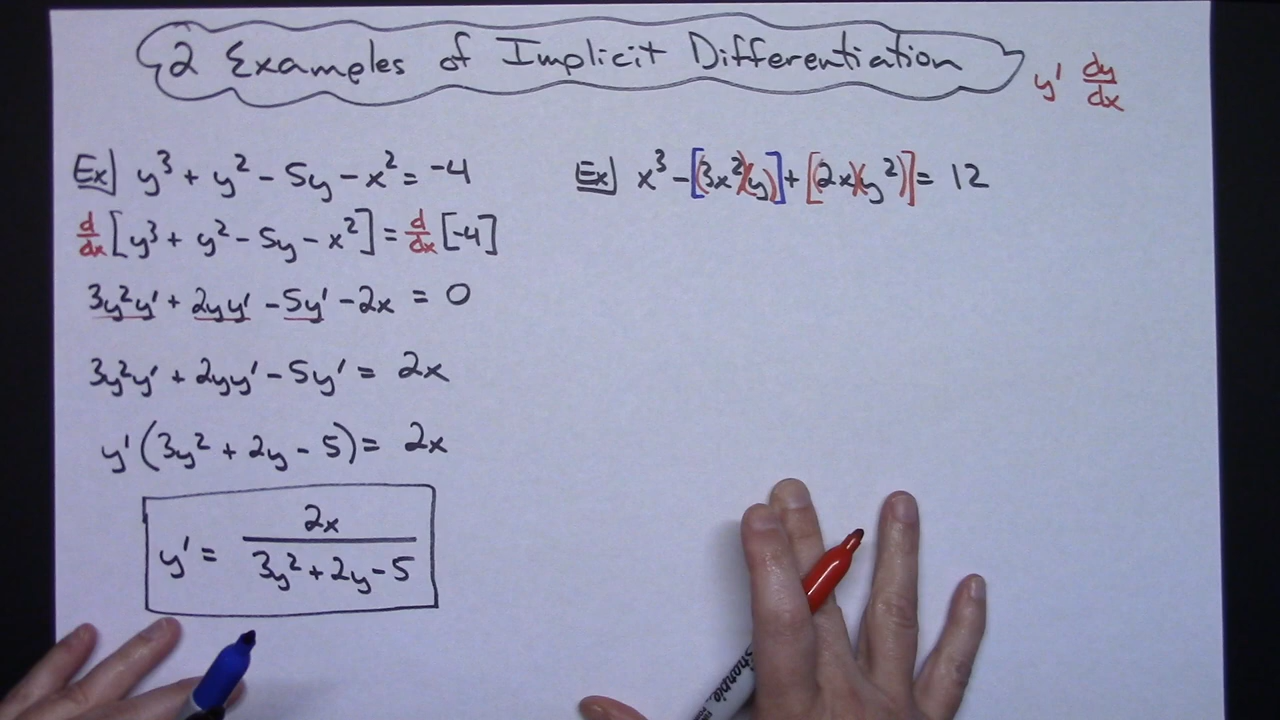 2 Examples of Implicit Differentiation
y' dy/dx
Ex] y³ + y² - 5y - x² = -4
d/dx [y³ + y² - 5y - x²] = d/dx [-4]
3y²y' + 2yy' - 5y' - 2x = 0
3y²y' + 2yy' - 5y' = 2x
y'(3y² + 2y - 5) = 2x
y' = 2x / 3y² + 2y - 5
Ex] x³ - [(3x²)(y)] + [(2x)(y²)] = 12
Sharpie